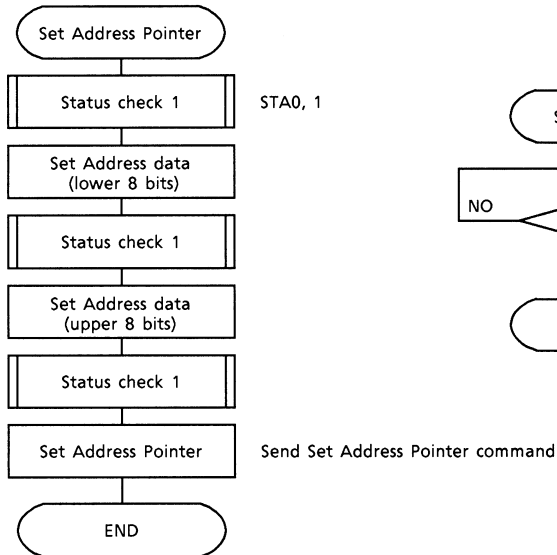 Set Address Pointer
Status check 1
STA0, 1
Set Address data
(lower 8 bits)
Status check 1
Set Address data
(upper 8 bits)
Status check 1
Set Address Pointer
Send Set Address Pointer command
END
S
NO